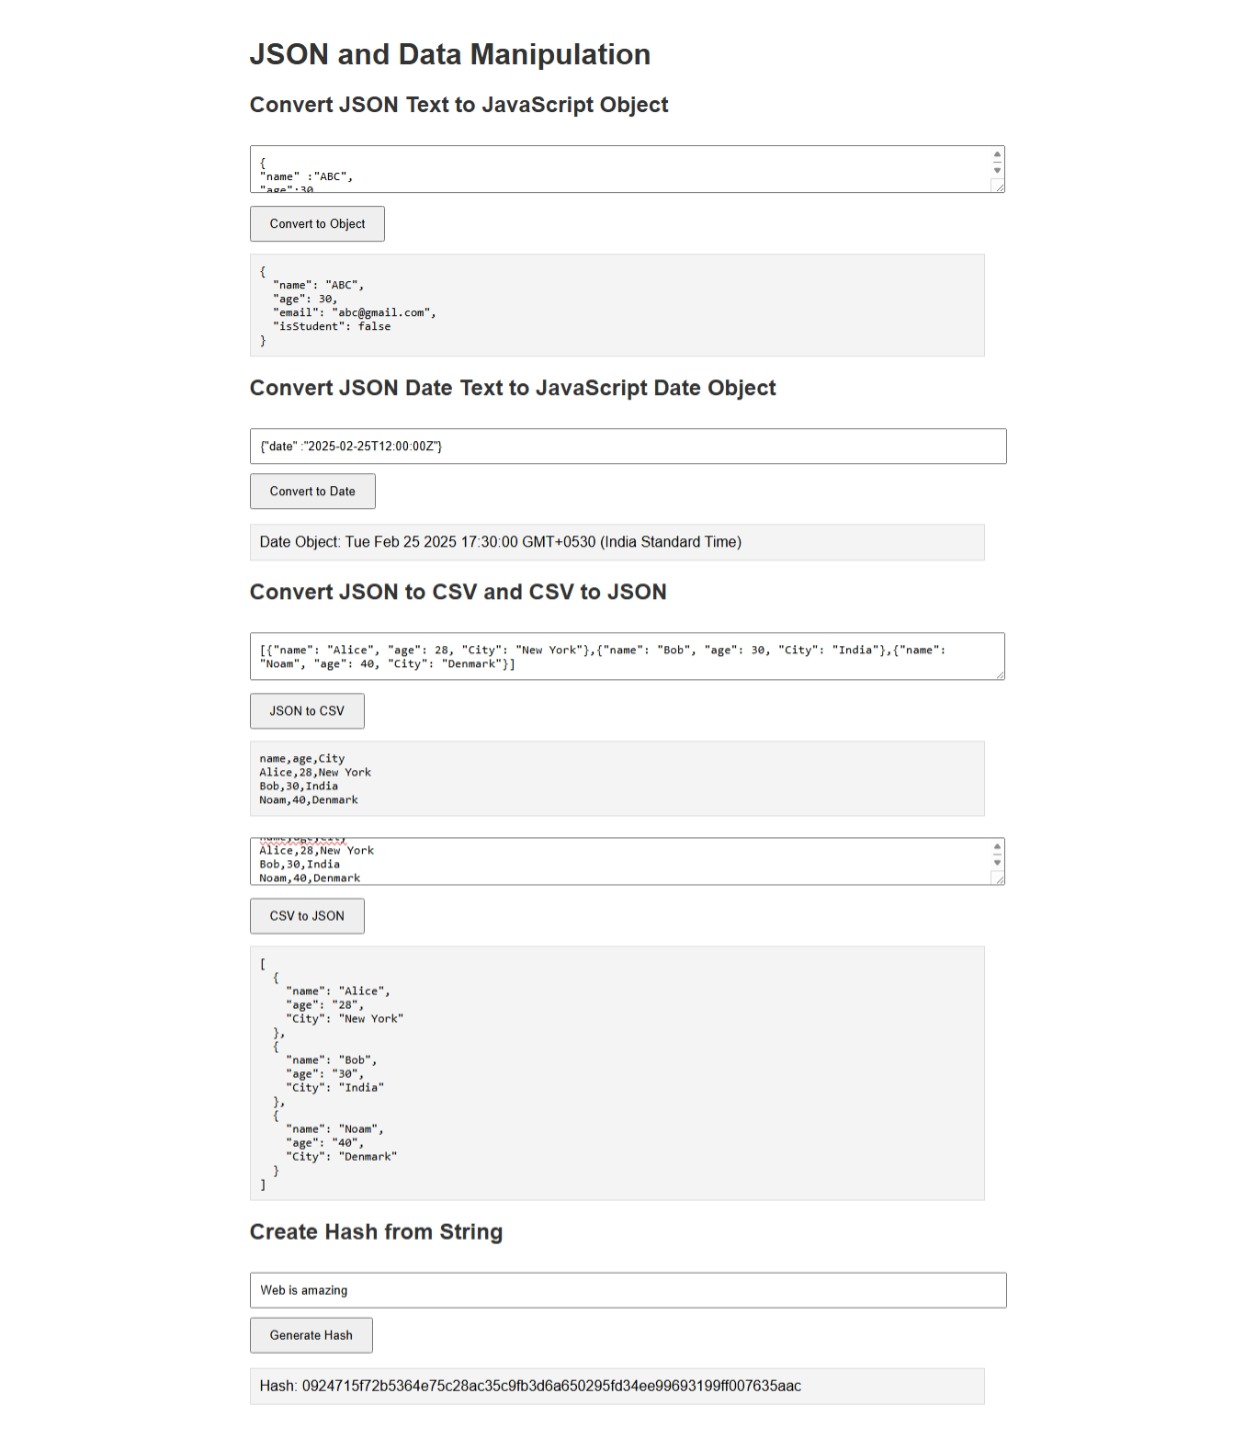 JSON and Data Manipulation
Convert JSON Text to JavaScript Object
{
"name" :"ABC",
"age":30
Convert to Object
{
  "name": "ABC",
  "age": 30,
  "email": "abc@gmail.com",
  "isStudent": false
}
Convert JSON Date Text to JavaScript Date Object
{"date" :"2025-02-25T12:00:00Z"}
Convert to Date
Date Object: Tue Feb 25 2025 17:30:00 GMT+0530 (India Standard Time)
Convert JSON to CSV and CSV to JSON
[{"name": "Alice", "age": 28, "City": "New York"},{"name": "Bob", "age": 30, "City": "India"},{"name":
"Noam", "age": 40, "City": "Denmark"}]
JSON to CSV
name,age,City
Alice,28,New York
Bob,30,India
Noam,40,Denmark
name,age,City
Alice,28,New York
Bob,30,India
Noam,40,Denmark
CSV to JSON
[
  {
    "name": "Alice",
    "age": "28",
    "City": "New York"
  },
  {
    "name": "Bob",
    "age": "30",
    "City": "India"
  },
  {
    "name": "Noam",
    "age": "40",
    "City": "Denmark"
  }
]
Create Hash from String
Web is amazing
Generate Hash
Hash: 0924715f72b5364e75c28ac35c9fb3d6a650295fd34ee99693199ff007635aac